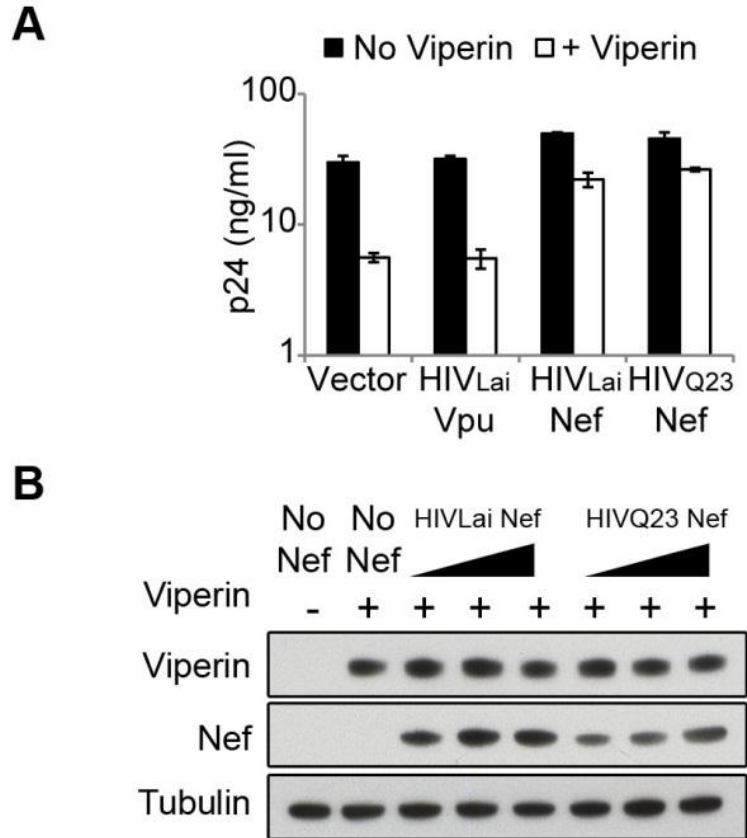 A
No Viperin + Viperin
100
10
1
p24 (ng/ml)
Vector HIVLai HIVLai HIVQ23
Vpu Nef Nef
B
No No HIVLai Nef HIVQ23 Nef
Nef Nef
Viperin - + + + + + + +
Viperin
Nef
Tubulin